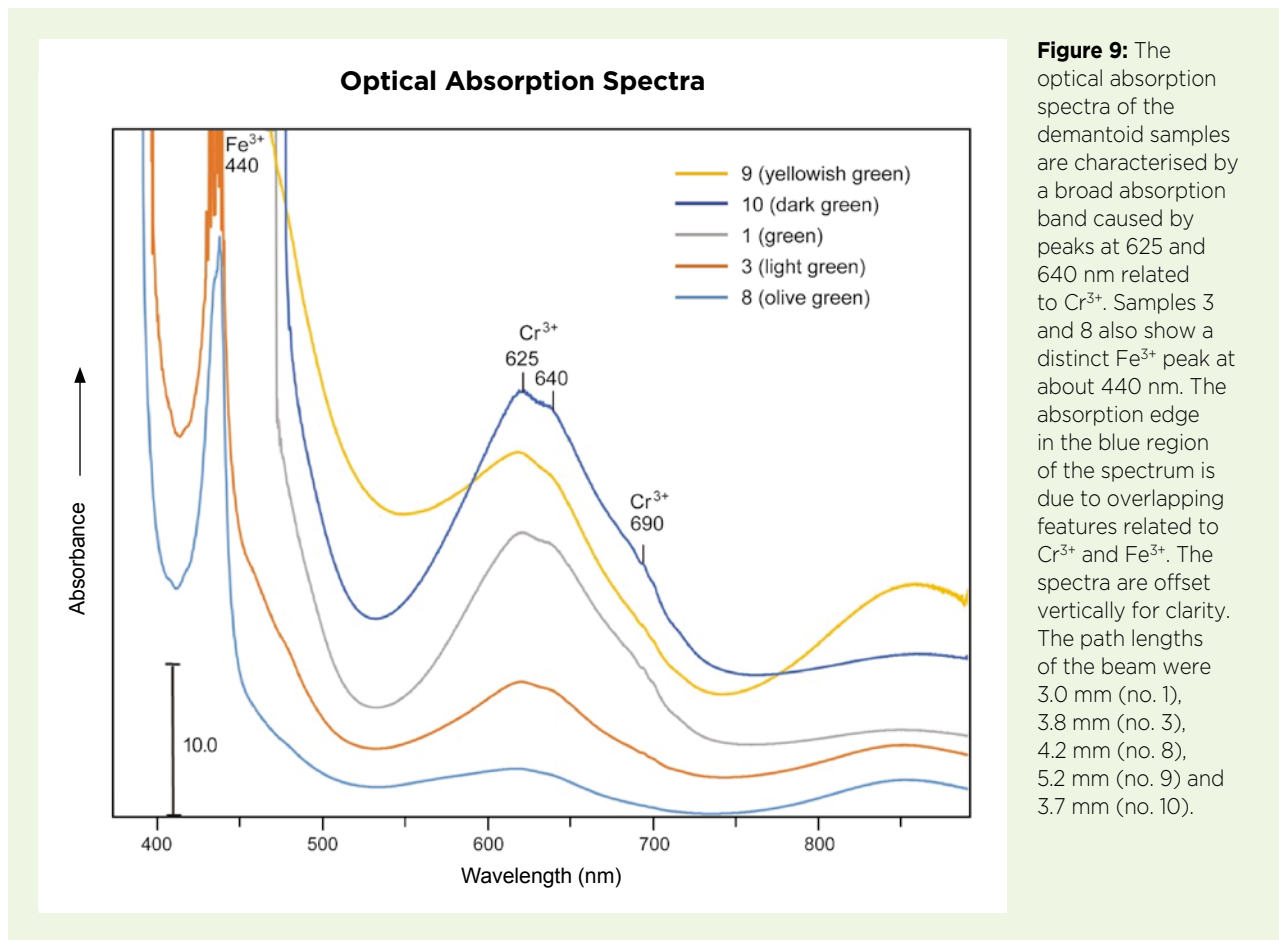 Optical Absorption Spectra
Fe³⁺
440
9 (yellowish green)
10 (dark green)
1 (green)
3 (light green)
8 (olive green)
Cr³⁺
625
640
Cr³⁺
690
Absorbance
10.0
400 500 600 700 800
Wavelength (nm)
Figure 9: The
optical absorption
spectra of the
demantoid samples
are characterised by
a broad absorption
band caused by
peaks at 625 and
640 nm related
to Cr³⁺. Samples 3
and 8 also show a
distinct Fe³⁺ peak at
about 440 nm. The
absorption edge
in the blue region
of the spectrum is
due to overlapping
features related to
Cr³⁺ and Fe³⁺. The
spectra are offset
vertically for clarity.
The path lengths
of the beam were
3.0 mm (no. 1),
3.8 mm (no. 3),
4.2 mm (no. 8),
5.2 mm (no. 9) and
3.7 mm (no. 10).